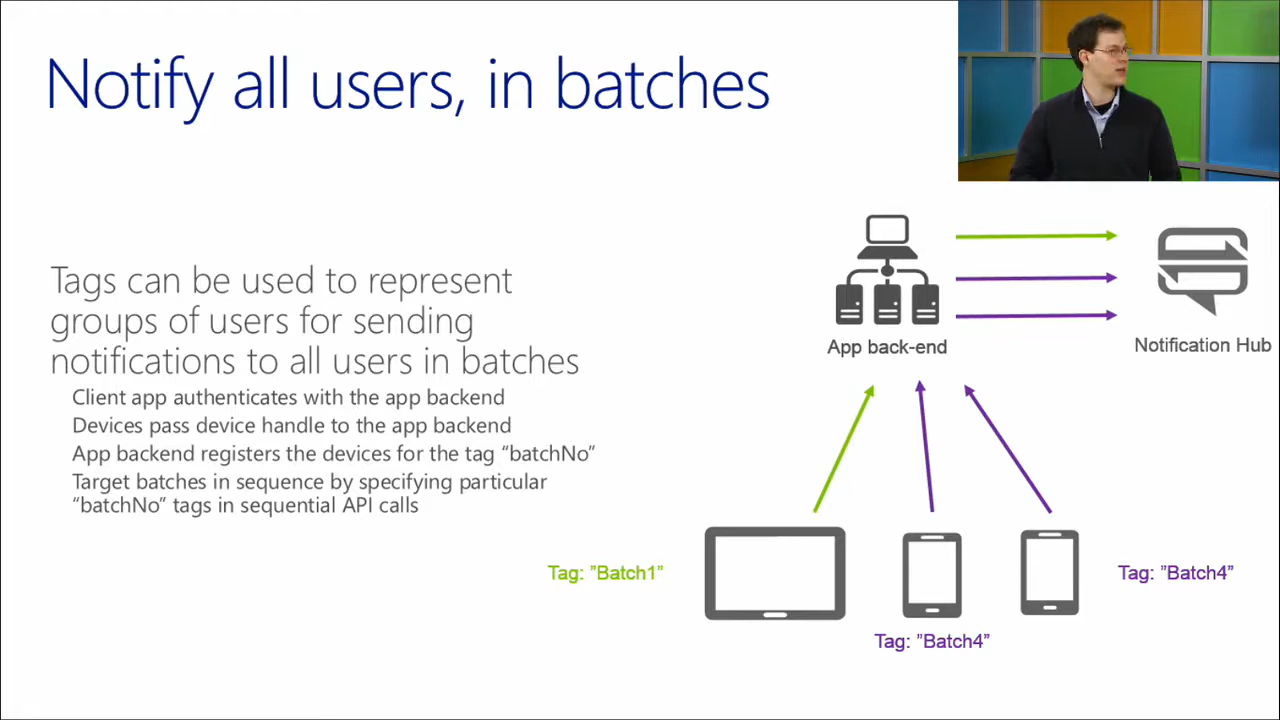 Notify all users, in batches
Tags can be used to represent
groups of users for sending
notifications to all users in batches
Client app authenticates with the app backend
Devices pass device handle to the app backend
App backend registers the devices for the tag “batchNo”
Target batches in sequence by specifying particular
“batchNo” tags in sequential API calls
App back-end
Notification Hub
Tag: ”Batch1”
Tag: ”Batch4”
Tag: ”Batch4”